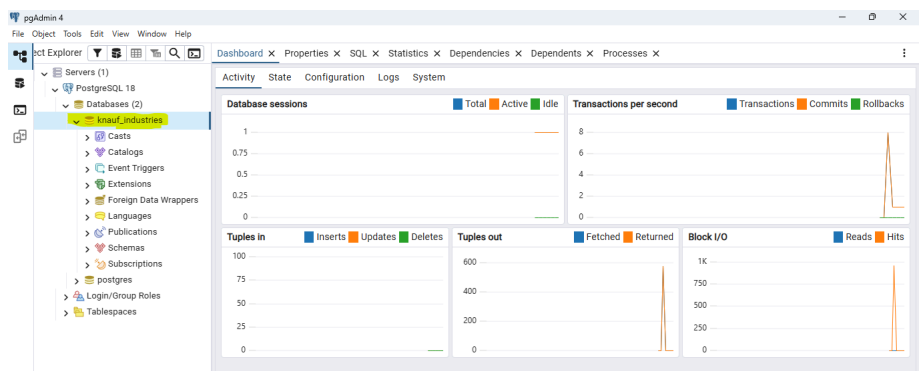 pgAdmin 4
File Object Tools Edit View Window Help
ect Explorer
Servers (1)
PostgreSQL 18
Databases (2)
knauf_industries
Casts
Catalogs
Event Triggers
Extensions
Foreign Data Wrappers
Languages
Publications
Schemas
Subscriptions
postgres
Login/Group Roles
Tablespaces
Dashboard Properties SQL Statistics Dependencies Dependents Processes
Activity State Configuration Logs System
Database sessions Total Active Idle
1
0.75
0.5
0.25
0
Transactions per second Transactions Commits Rollbacks
8
6
4
2
0
Tuples in Inserts Updates Deletes
100
75
50
25
0
Tuples out Fetched Returned
600
400
200
0
Block I/O Reads Hits
1K
750
500
250
0